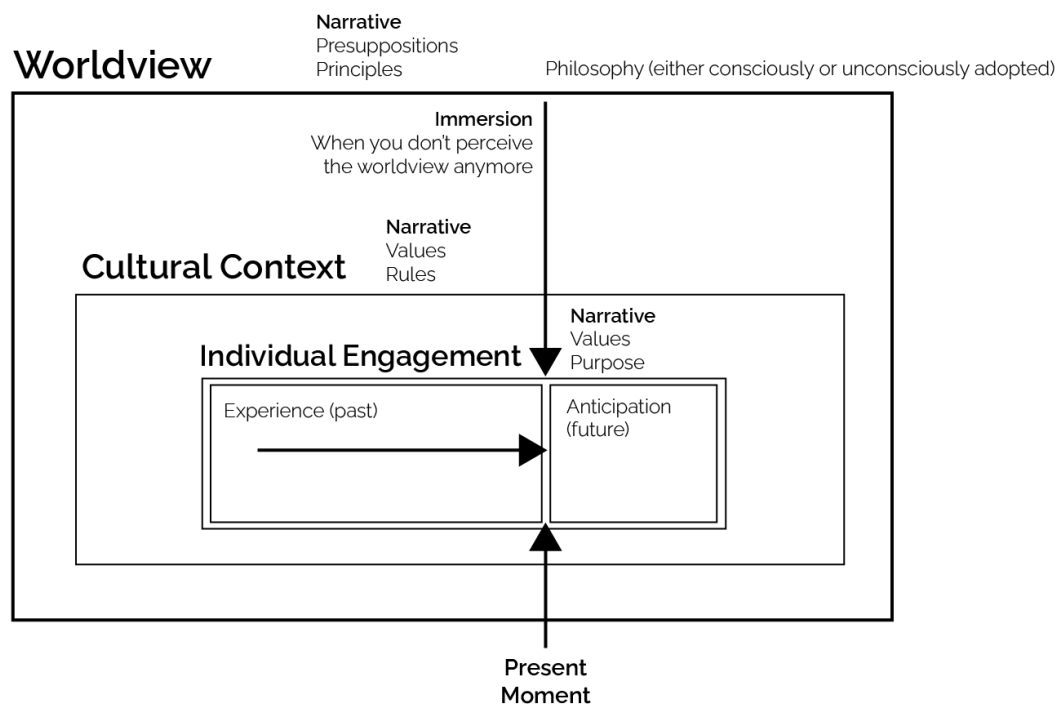 Narrative
Presuppositions
Principles
Worldview
Philosophy (either consciously or unconsciously adopted)
Immersion
When you don't perceive
the worldview anymore
Narrative
Values
Rules
Cultural Context
Narrative
Values
Purpose
Individual Engagement
Experience (past)
Anticipation
(future)
Present
Moment